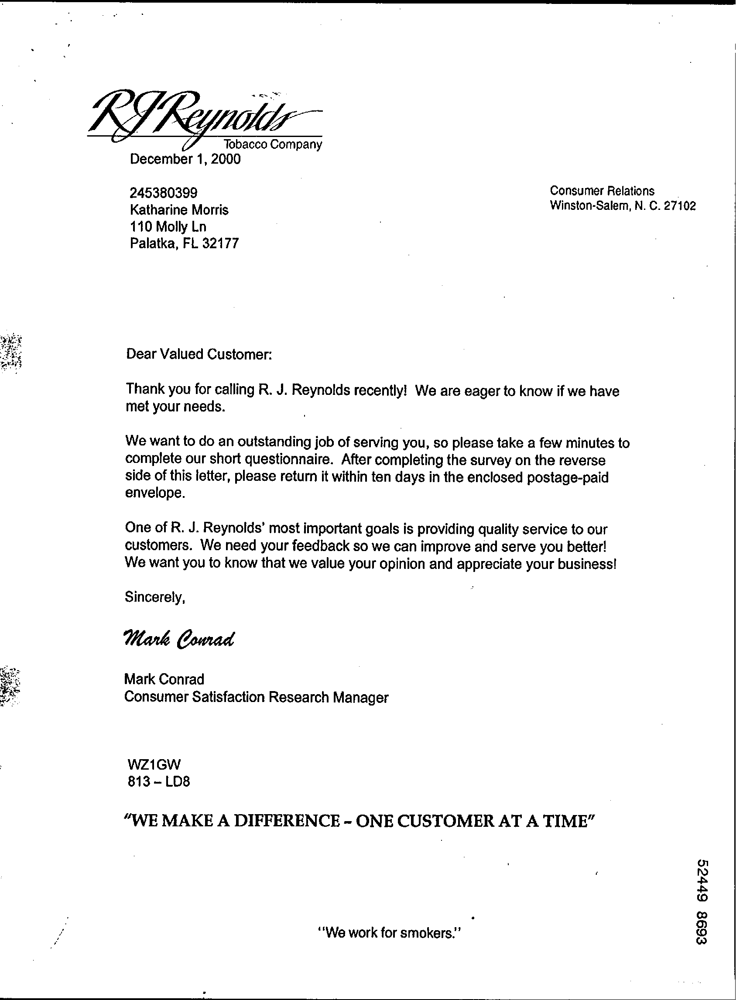 RJReynolds
Tobacco Company
December 1, 2000
245380399
Katharine Morris
110 Molly Ln
Palatka, FL 32177
Consumer Relations
Winston-Salem, N. C. 27102
Dear Valued Customer:
Thank you for calling R. J. Reynolds recently! We are eager to know if we have
met your needs.
We want to do an outstanding job of serving you, so please take a few minutes to
complete our short questionnaire. After completing the survey on the reverse
side of this letter, please return it within ten days in the enclosed postage-paid
envelope.
One of R. J. Reynolds' most important goals is providing quality service to our
customers. We need your feedback so we can improve and serve you better!
We want you to know that we value your opinion and appreciate your business!
Sincerely,
Mark Conrad
Mark Conrad
Consumer Satisfaction Research Manager
WZ1GW
813 – LD8
"WE MAKE A DIFFERENCE – ONE CUSTOMER AT A TIME"
"We work for smokers."
52449 8693